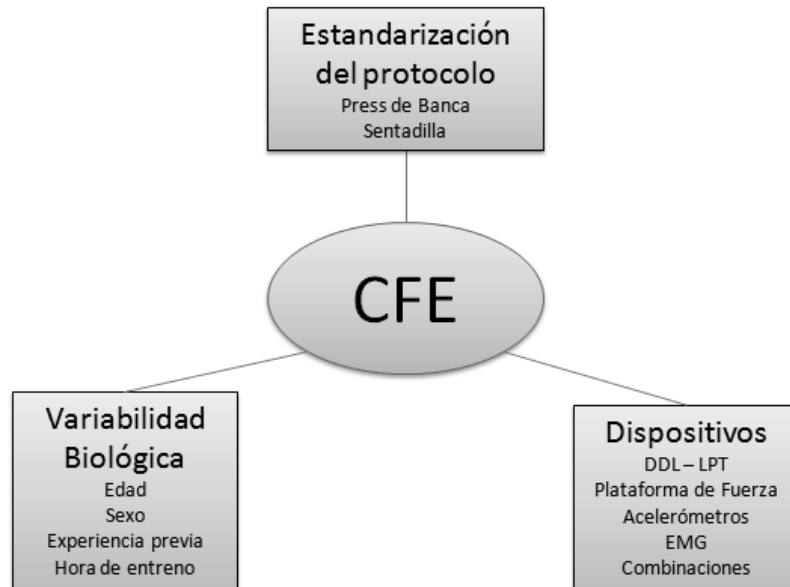 Estandarización
del protocolo
Press de Banca
Sentadilla
CFE
Variabilidad
Biológica
Edad
Sexo
Experiencia previa
Hora de entreno
Dispositivos
DDL – LPT
Plataforma de Fuerza
Acelerómetros
EMG
Combinaciones